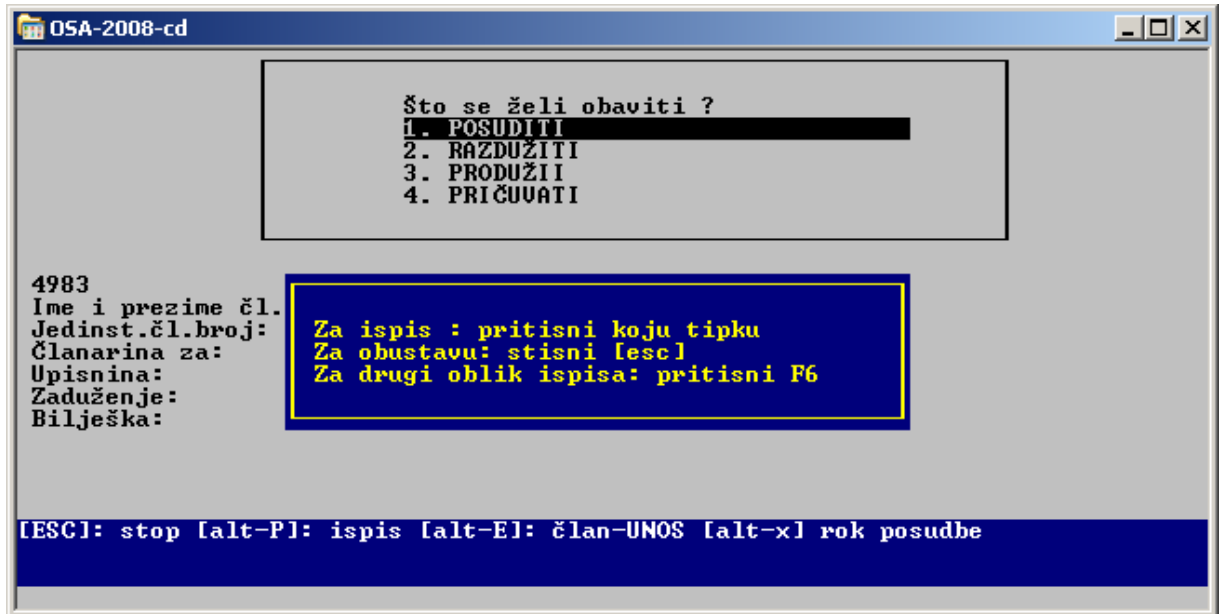 OSA-2008-cd
Što se želi obaviti ?
1. POSUDITI
2. RAZDUŽITI
3. PRODUŽII
4. PRIČUVATI
4983
Ime i prezime čl.
Jedinst.čl.broj:
Članarina za:
Upisnina:
Zaduženje:
Bilješka:
Za ispis : pritisni koju tipku
Za obustavu: stisni [esc]
Za drugi oblik ispisa: pritisni F6
[ESC]: stop [alt-P]: ispis [alt-E]: član-UNOS [alt-x] rok posudbe